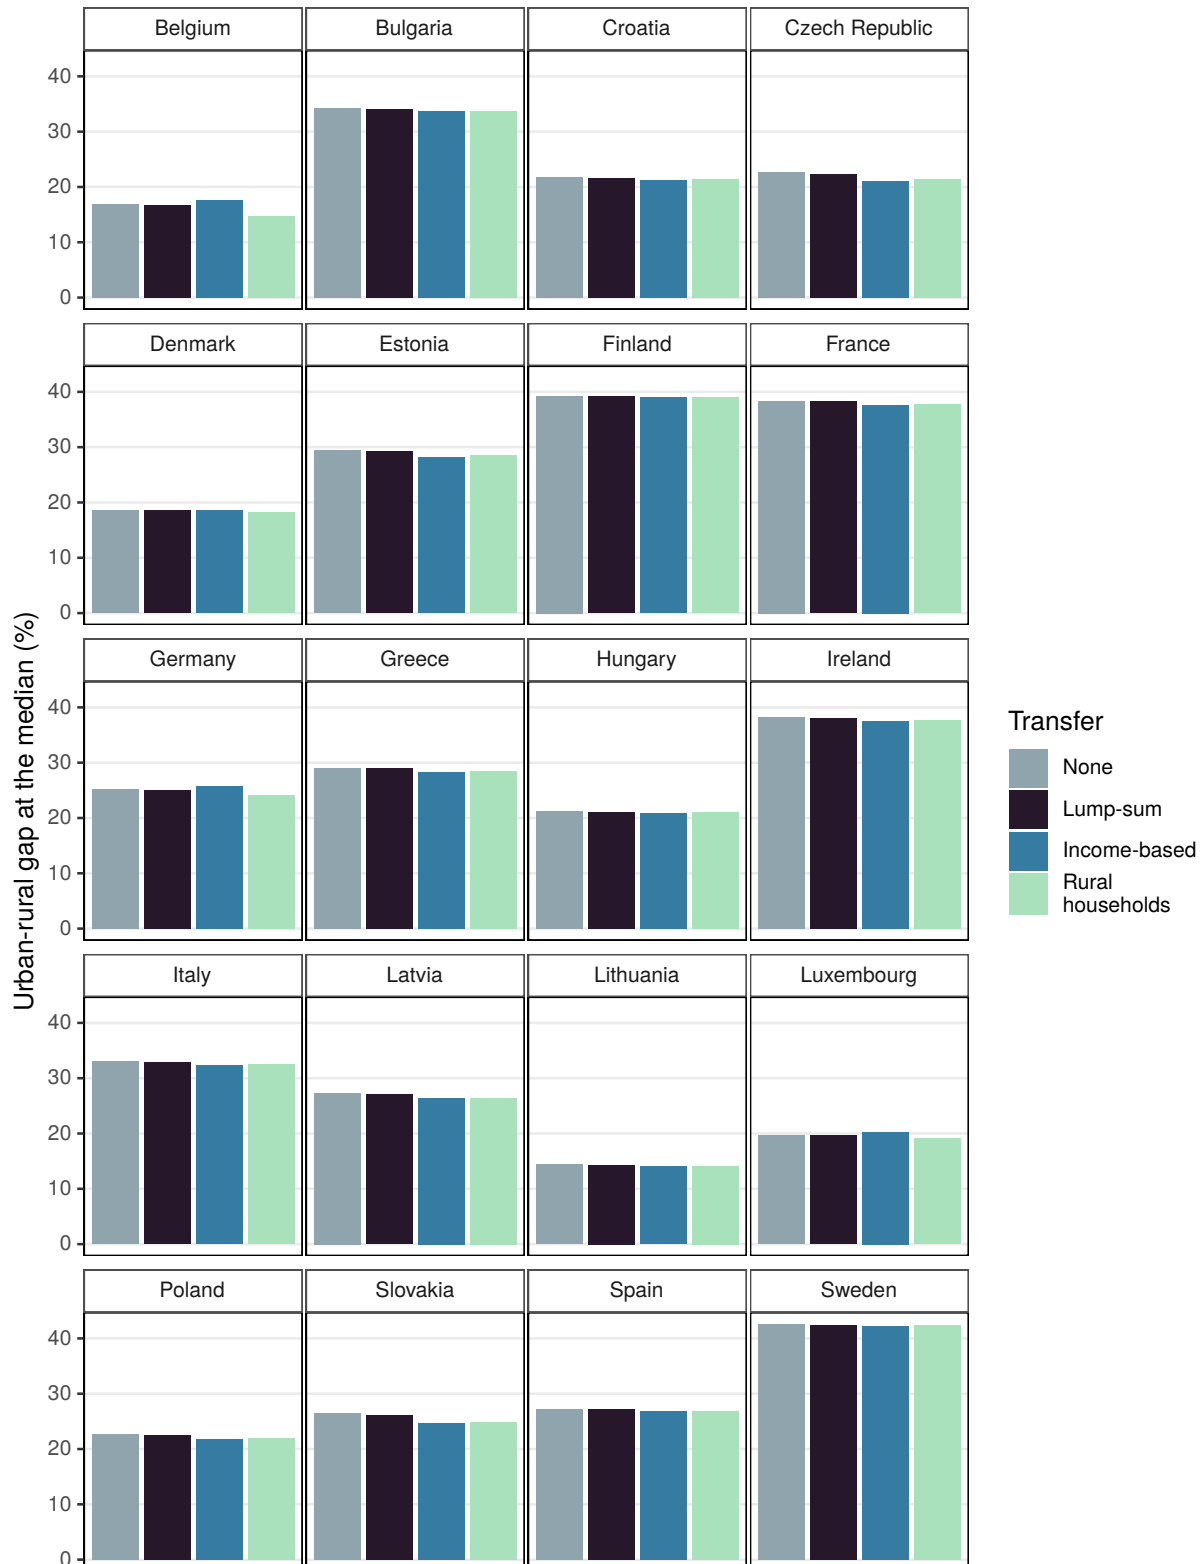 Belgium
Bulgaria
Croatia
Czech Republic
40
30
20
10
0
Denmark
Estonia
Finland
France
40
30
20
10
0
Germany
Greece
Hungary
Ireland
40
30
20
10
0
Italy
Latvia
Lithuania
Luxembourg
40
30
20
10
0
Poland
Slovakia
Spain
Sweden
40
30
20
10
0
Urban-rural gap at the median (%)
Transfer
None
Lump-sum
Income-based
Rural
households